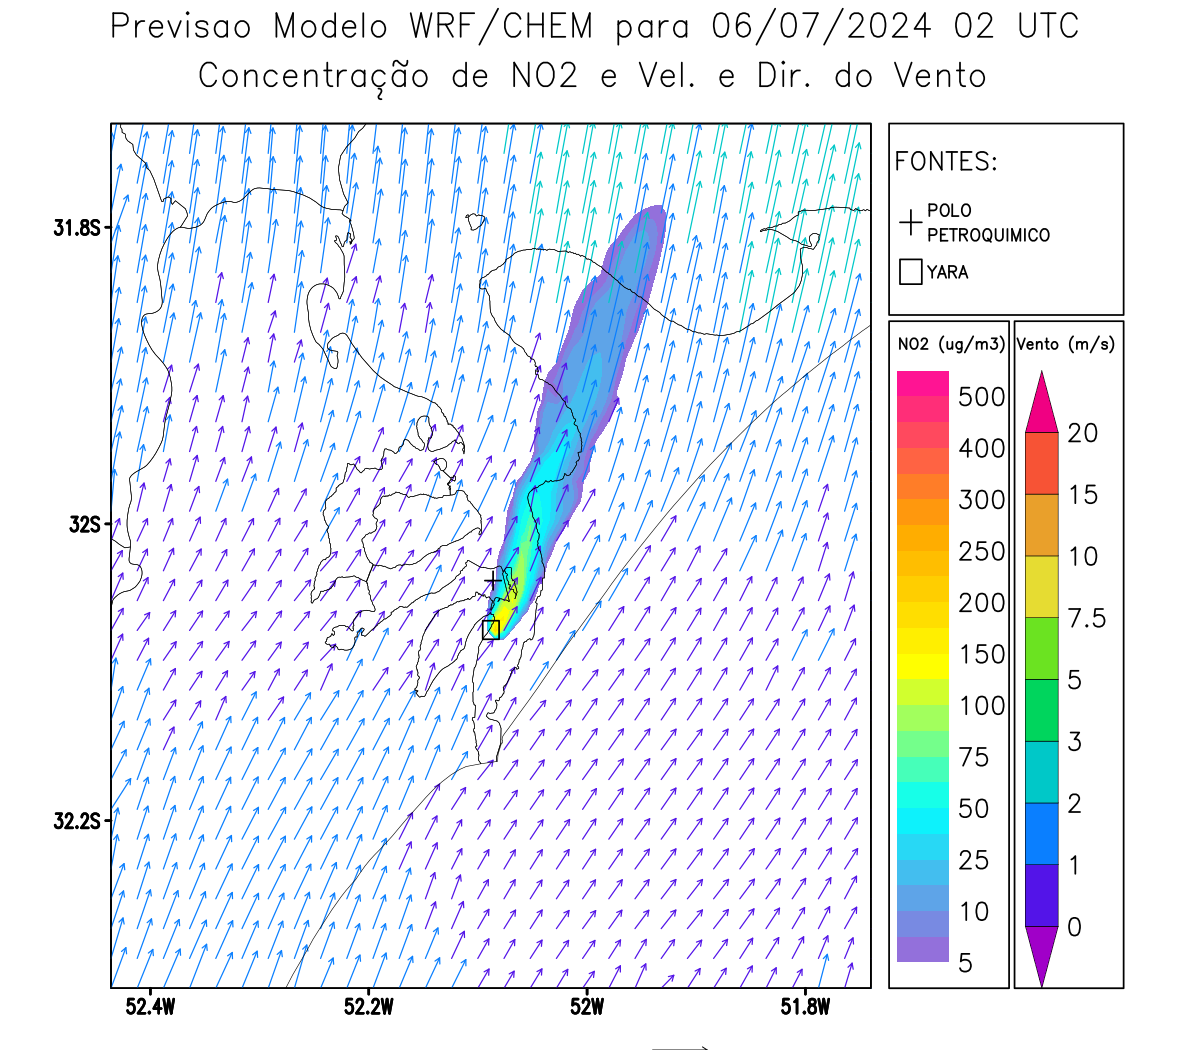 Previsao Modelo WRF/CHEM para 06/07/2024 02 UTC
Concentração de NO2 e Vel. e Dir. do Vento
FONTES:
POLO
PETROQUIMICO
YARA
31.8S
32S
32.2S
52.4W
52.2W
52W
51.8W
NO2 (ug/m3)
500
400
300
250
200
150
100
75
50
25
10
5
Vento (m/s)
20
15
10
7.5
5
3
2
1
0